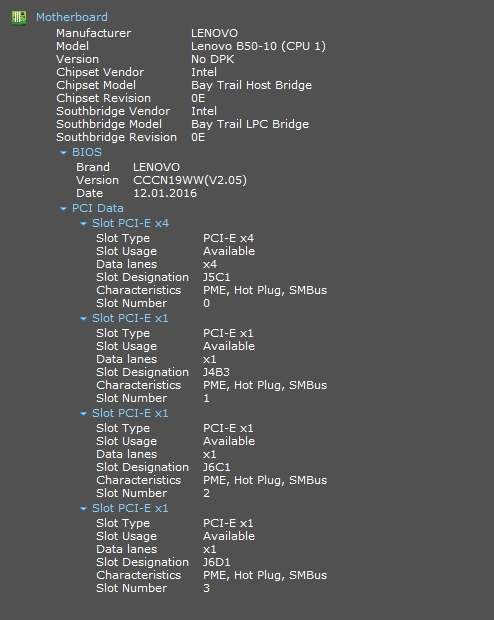 Motherboard
Manufacturer LENOVO
Model Lenovo B50-10 (CPU 1)
Version No DPK
Chipset Vendor Intel
Chipset Model Bay Trail Host Bridge
Chipset Revision 0E
Southbridge Vendor Intel
Southbridge Model Bay Trail LPC Bridge
Southbridge Revision 0E
BIOS
Brand LENOVO
Version CCCN19WW(V2.05)
Date 12.01.2016
PCI Data
Slot PCI-E x4
Slot Type PCI-E x4
Slot Usage Available
Data lanes x4
Slot Designation J5C1
Characteristics PME, Hot Plug, SMBus
Slot Number 0
Slot PCI-E x1
Slot Type PCI-E x1
Slot Usage Available
Data lanes x1
Slot Designation J4B3
Characteristics PME, Hot Plug, SMBus
Slot Number 1
Slot PCI-E x1
Slot Type PCI-E x1
Slot Usage Available
Data lanes x1
Slot Designation J6C1
Characteristics PME, Hot Plug, SMBus
Slot Number 2
Slot PCI-E x1
Slot Type PCI-E x1
Slot Usage Available
Data lanes x1
Slot Designation J6D1
Characteristics PME, Hot Plug, SMBus
Slot Number 3